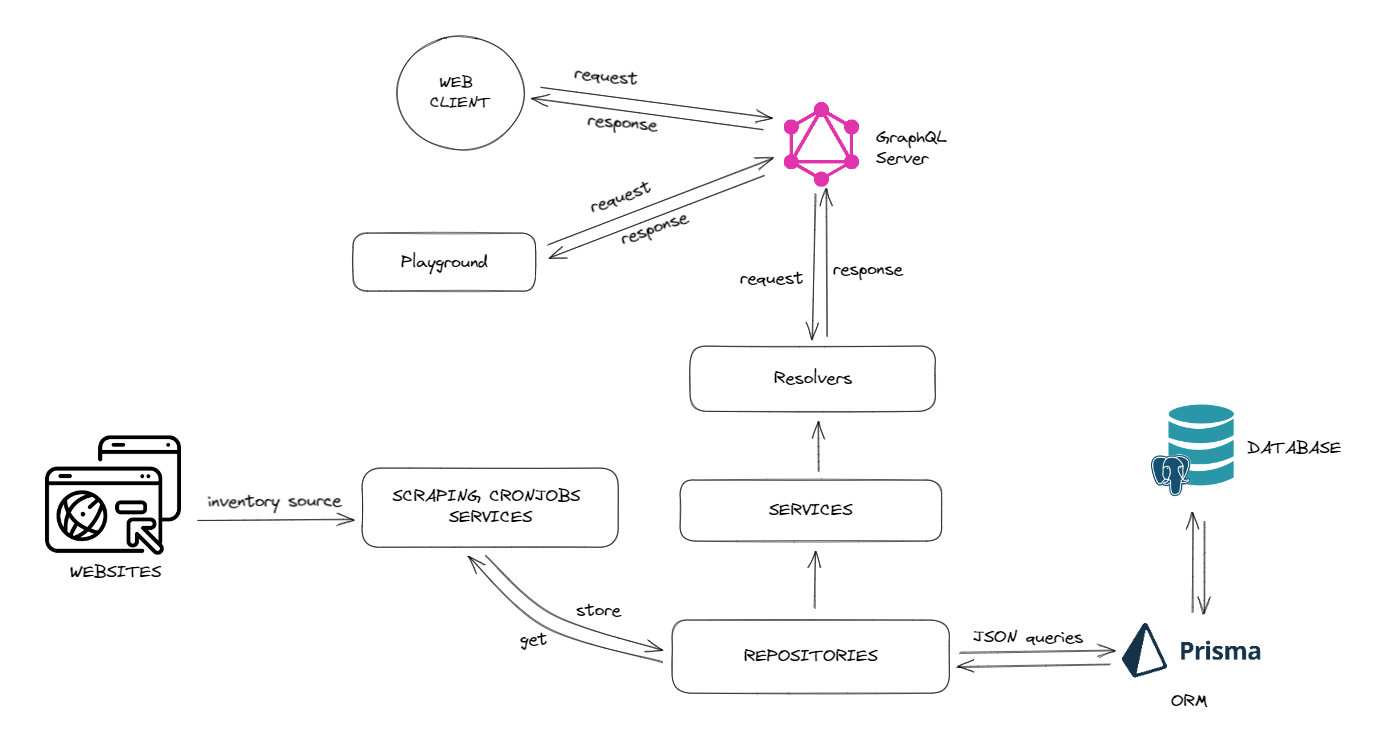 WEB
CLIENT
request
response
GraphQL
Server
request
response
Playground
request
response
Resolvers
DATABASE
inventory source
SCRAPING, CRONJOBS
SERVICES
SERVICES
WEBSITES
store
get
REPOSITORIES
JSON queries
Prisma
ORM